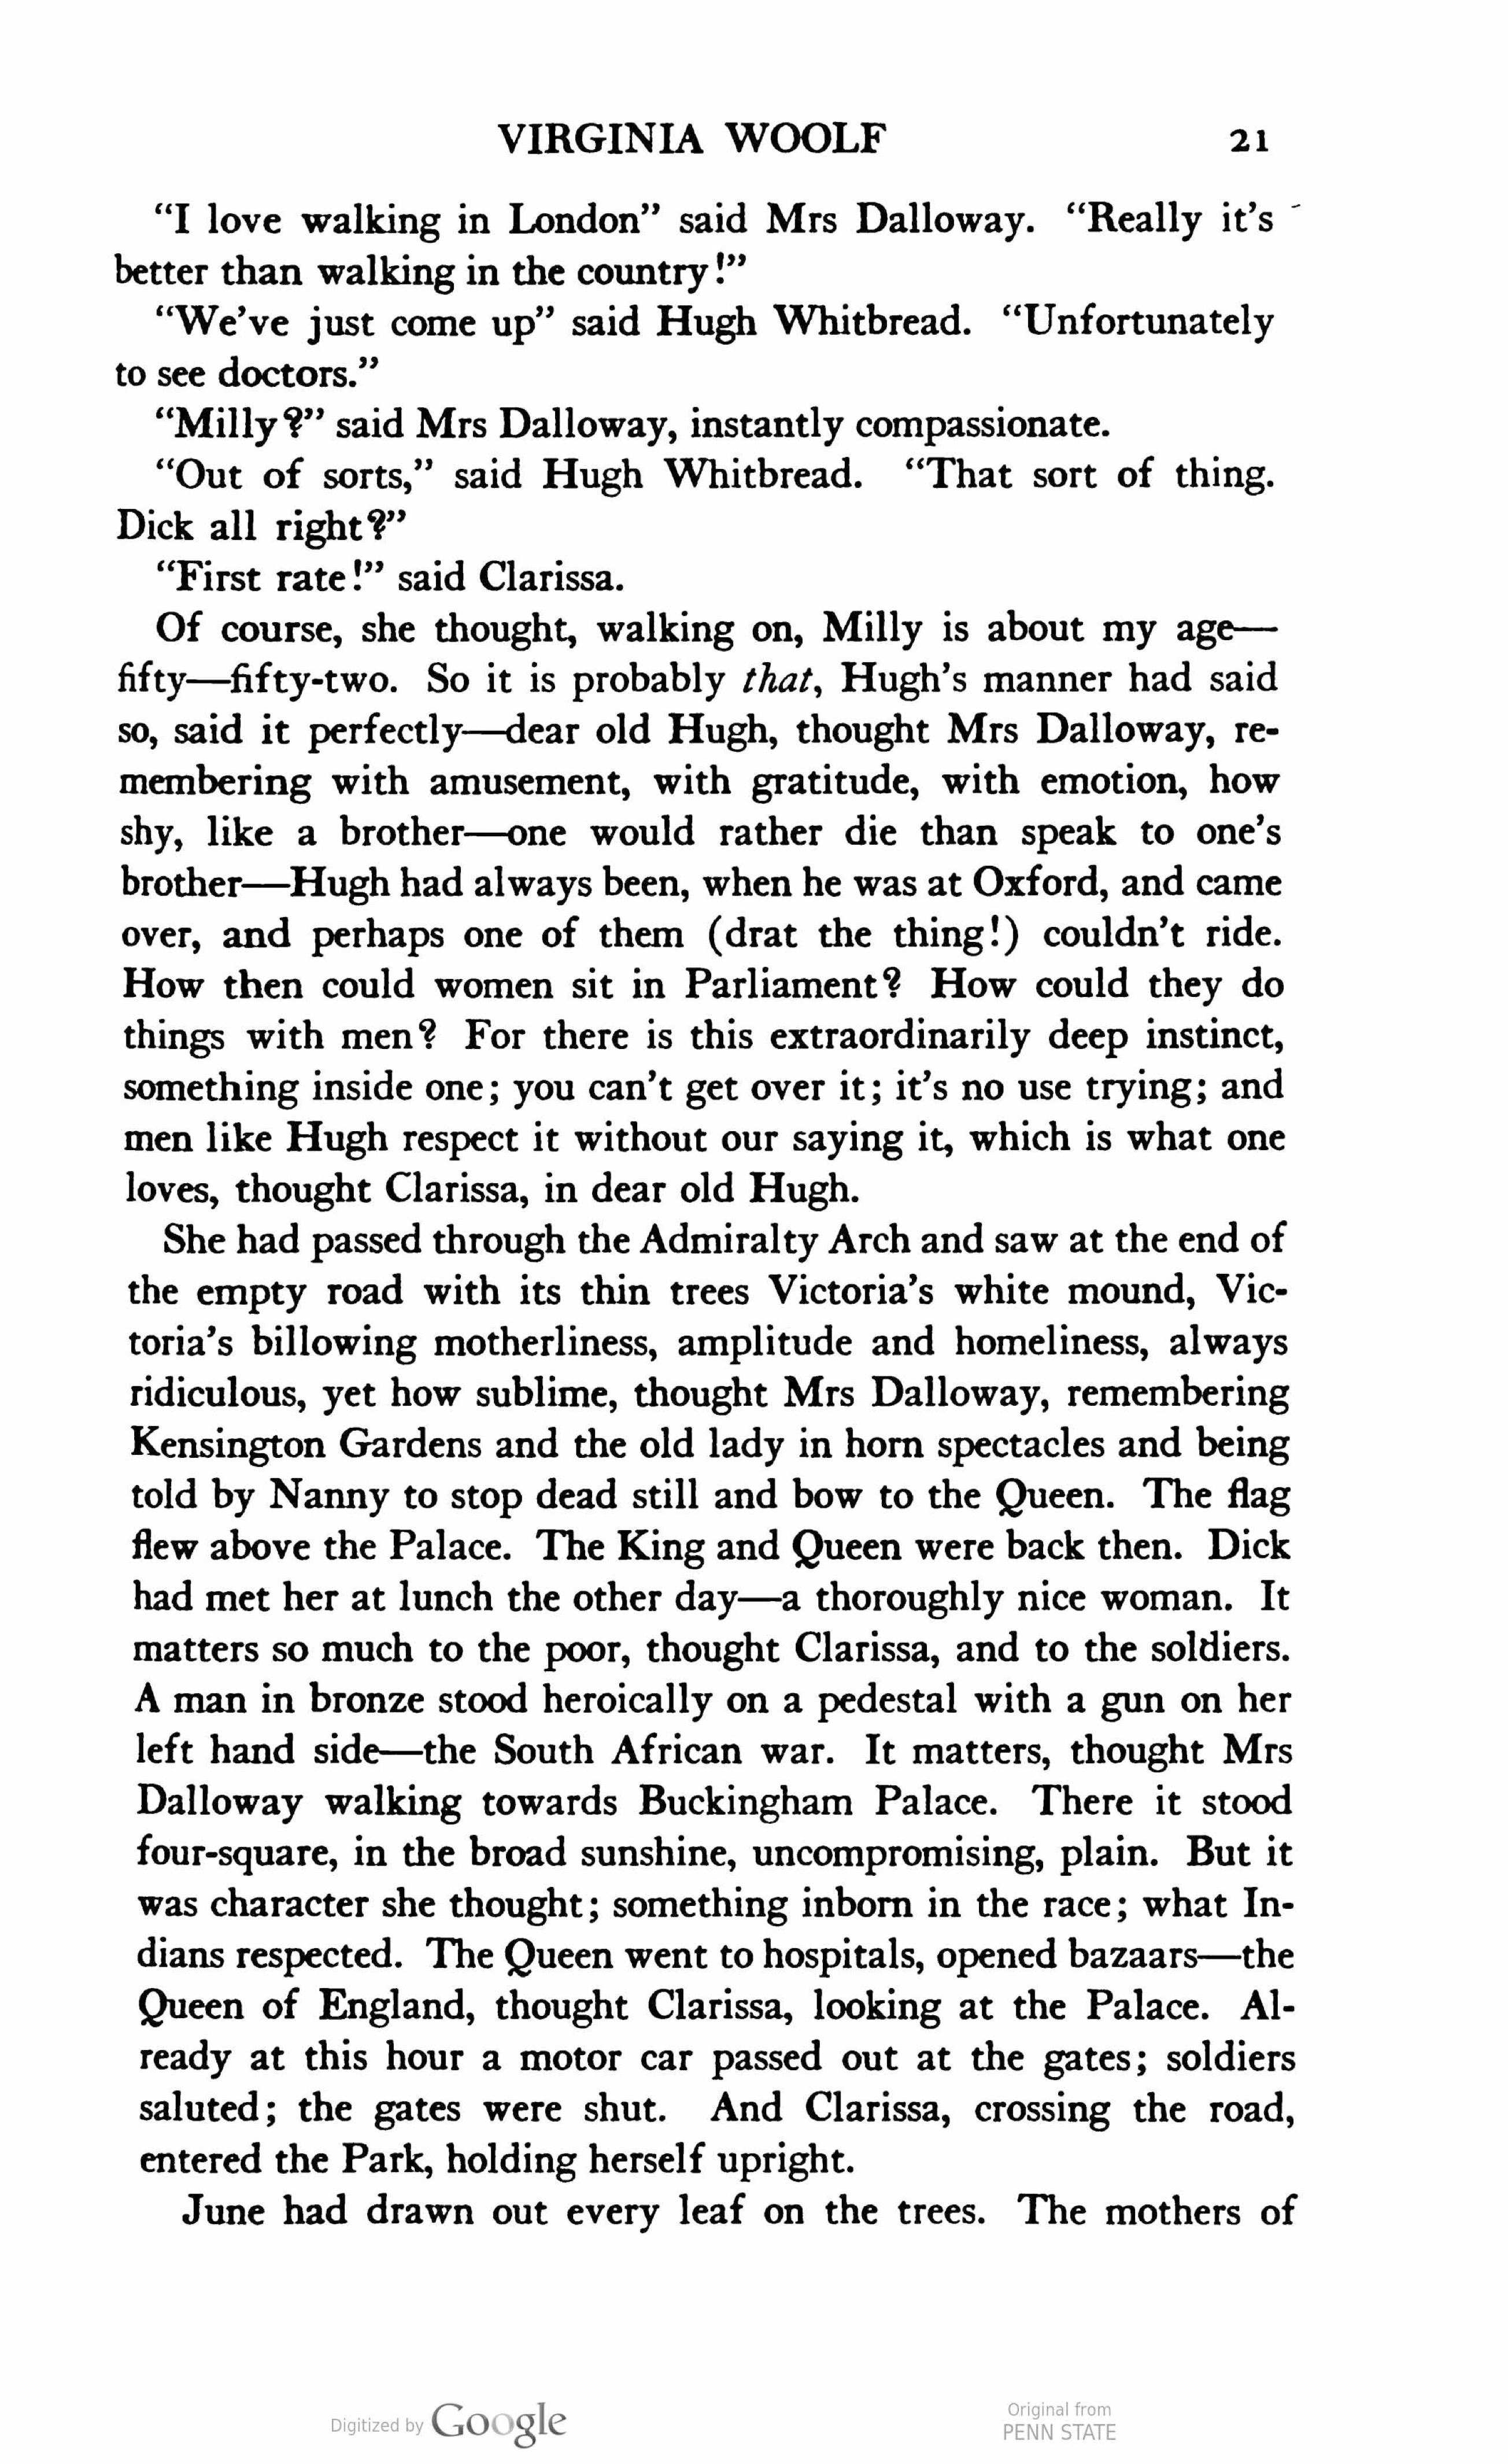 VIRGINIA WOOLF 21
“I love walking in London” said Mrs Dalloway. “Really it’s
better than walking in the country!”
“We’ve just come up” said Hugh Whitbread. “Unfortunately
to see doctors.”
“Milly?” said Mrs Dalloway, instantly compassionate.
“Out of sorts,” said Hugh Whitbread. “That sort of thing.
Dick all right?”
“First rate!” said Clarissa.
Of course, she thought, walking on, Milly is about my age—
fifty—fifty-two. So it is probably that, Hugh’s manner had said
so, said it perfectly—dear old Hugh, thought Mrs Dalloway, re-
membering with amusement, with gratitude, with emotion, how
shy, like a brother—one would rather die than speak to one’s
brother—Hugh had always been, when he was at Oxford, and came
over, and perhaps one of them (drat the thing!) couldn’t ride.
How then could women sit in Parliament? How could they do
things with men? For there is this extraordinarily deep instinct,
something inside one; you can’t get over it; it’s no use trying; and
men like Hugh respect it without our saying it, which is what one
loves, thought Clarissa, in dear old Hugh.
She had passed through the Admiralty Arch and saw at the end of
the empty road with its thin trees Victoria’s white mound, Vic-
toria’s billowing motherliness, amplitude and homeliness, always
ridiculous, yet how sublime, thought Mrs Dalloway, remembering
Kensington Gardens and the old lady in horn spectacles and being
told by Nanny to stop dead still and bow to the Queen. The flag
flew above the Palace. The King and Queen were back then. Dick
had met her at lunch the other day—a thoroughly nice woman. It
matters so much to the poor, thought Clarissa, and to the soldiers.
A man in bronze stood heroically on a pedestal with a gun on her
left hand side—the South African war. It matters, thought Mrs
Dalloway walking towards Buckingham Palace. There it stood
four-square, in the broad sunshine, uncompromising, plain. But it
was character she thought; something inborn in the race; what In-
dians respected. The Queen went to hospitals, opened bazaars—the
Queen of England, thought Clarissa, looking at the Palace. Al-
ready at this hour a motor car passed out at the gates; soldiers
saluted; the gates were shut. And Clarissa, crossing the road,
entered the Park, holding herself upright.
June had drawn out every leaf on the trees. The mothers of
Digitized by Google
Original from
PENN STATE